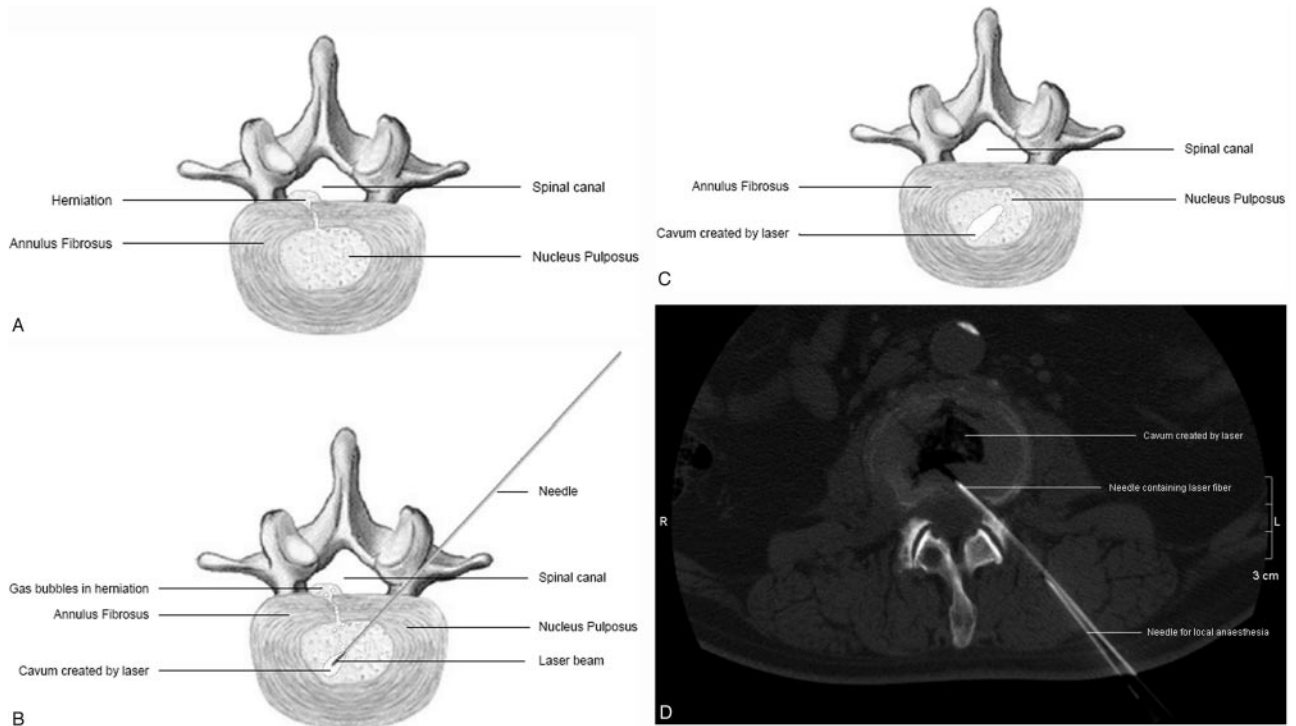 Spinal canal
Herniation
Annulus Fibrosus
Nucleus Pulposus
A
Needle
Spinal canal
Gas bubbles in herniation
Annulus Fibrosus
Nucleus Pulposus
Laser beam
Cavum created by laser
B
Spinal canal
Annulus Fibrosus
Nucleus Pulposus
Cavum created by laser
C
Cavum created by laser
Needle containing laser fiber
R
L
3 cm
Needle for local anaesthesia
D